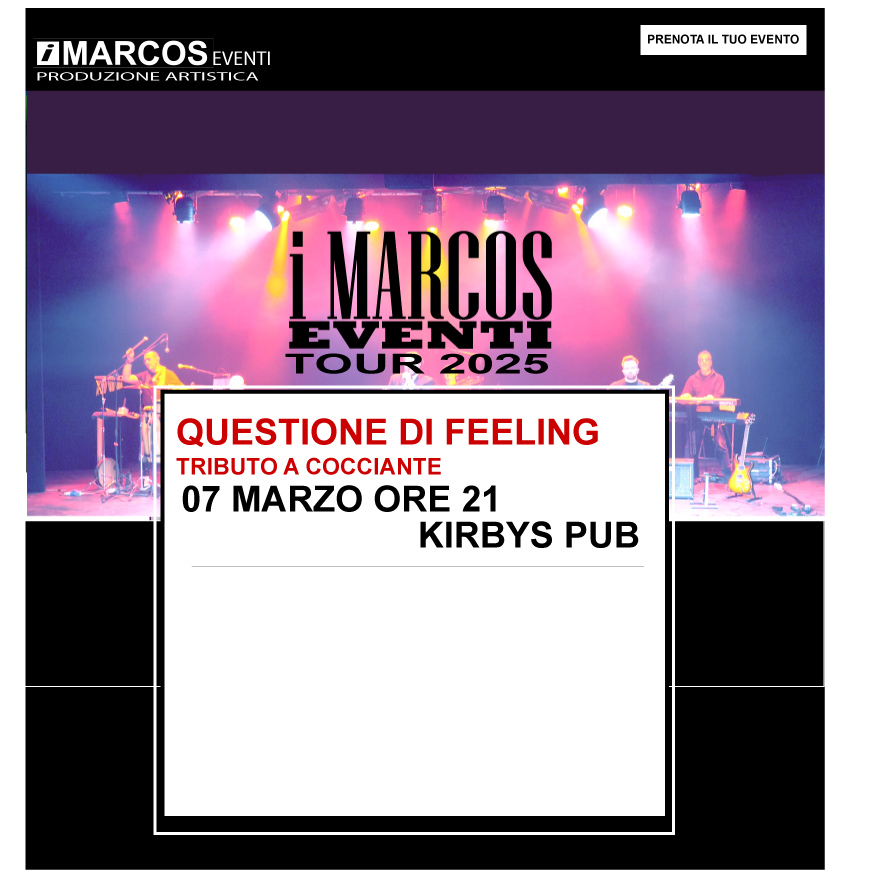 i MARCOS EVENTI
PRODUZIONE ARTISTICA
PRENOTA IL TUO EVENTO
i MARCOS
EVENTI
TOUR 2025
QUESTIONE DI FEELING
TRIBUTO A COCCIANTE
07 MARZO ORE 21
KIRBYS PUB